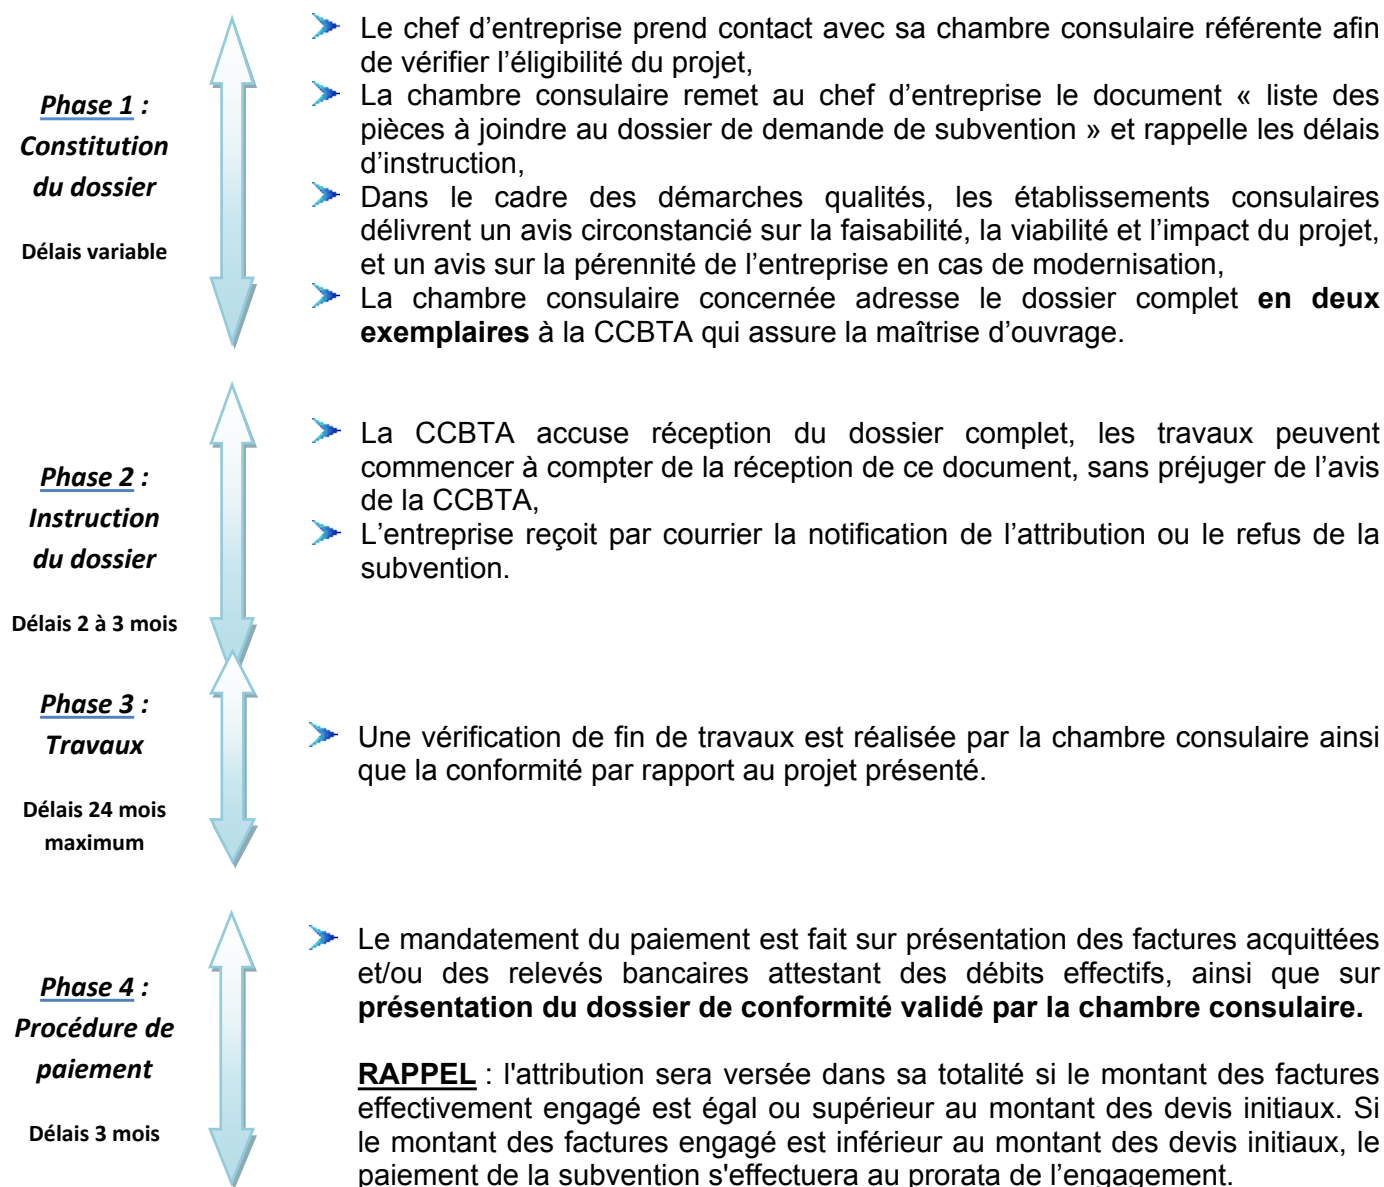 Phase 1 :
Constitution
du dossier
Délais variable
Le chef d’entreprise prend contact avec sa chambre consulaire référente afin
de vérifier l’éligibilité du projet,
La chambre consulaire remet au chef d’entreprise le document « liste des
pièces à joindre au dossier de demande de subvention » et rappelle les délais
d’instruction,
Dans le cadre des démarches qualités, les établissements consulaires
délivrent un avis circonstancié sur la faisabilité, la viabilité et l’impact du projet,
et un avis sur la pérennité de l’entreprise en cas de modernisation,
La chambre consulaire concernée adresse le dossier complet en deux
exemplaires à la CCBTA qui assure la maîtrise d’ouvrage.
Phase 2 :
Instruction
du dossier
Délais 2 à 3 mois
La CCBTA accuse réception du dossier complet, les travaux peuvent
commencer à compter de la réception de ce document, sans préjuger de l’avis
de la CCBTA,
L’entreprise reçoit par courrier la notification de l’attribution ou le refus de la
subvention.
Phase 3 :
Travaux
Délais 24 mois
maximum
Une vérification de fin de travaux est réalisée par la chambre consulaire ainsi
que la conformité par rapport au projet présenté.
Phase 4 :
Procédure de
paiement
Délais 3 mois
Le mandatement du paiement est fait sur présentation des factures acquittées
et/ou des relevés bancaires attestant des débits effectifs, ainsi que sur
présentation du dossier de conformité validé par la chambre consulaire.
RAPPEL : l'attribution sera versée dans sa totalité si le montant des factures
effectivement engagé est égal ou supérieur au montant des devis initiaux. Si
le montant des factures engagé est inférieur au montant des devis initiaux, le
paiement de la subvention s'effectuera au prorata de l’engagement.